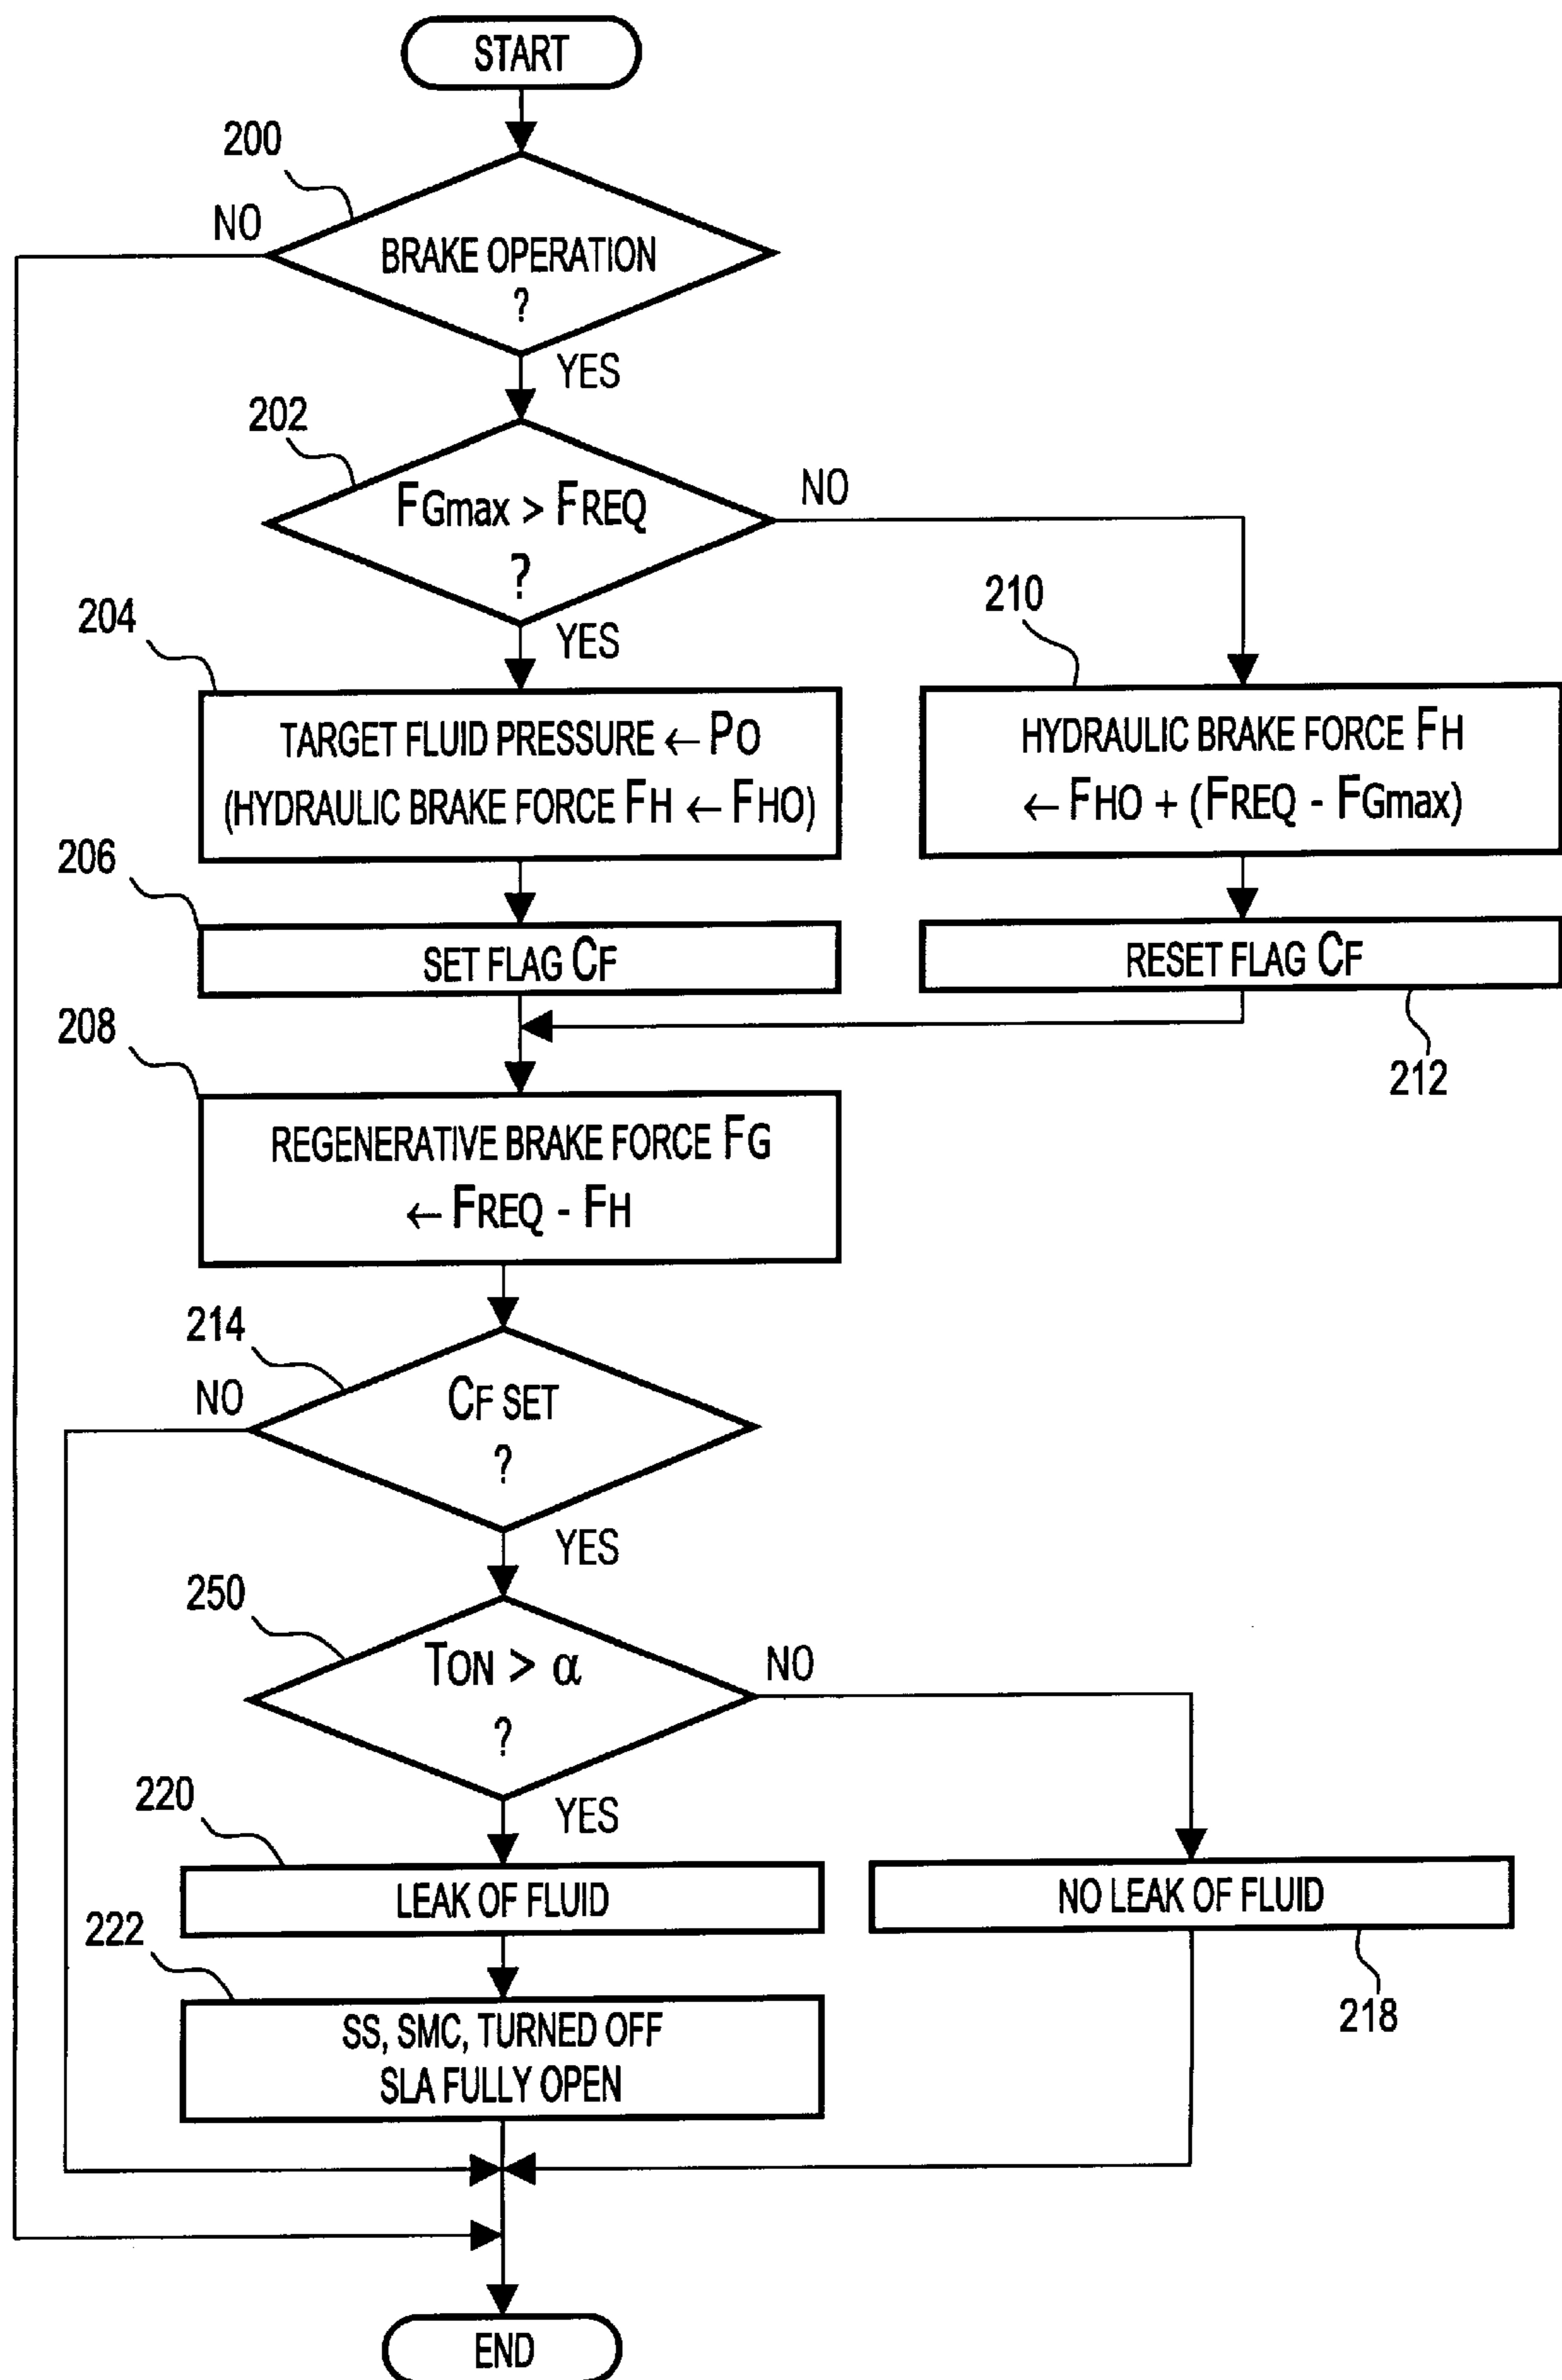 START
200
NO
BRAKE OPERATION
?
YES
202
FGmax > FREQ
?
NO
YES
204
TARGET FLUID PRESSURE ← PO
(HYDRAULIC BRAKE FORCE FH ← FHO)
210
HYDRAULIC BRAKE FORCE FH
← FHO + (FREQ - FGmax)
206
SET FLAG CF
RESET FLAG CF
212
208
REGENERATIVE BRAKE FORCE FG
← FREQ - FH
214
NO
CF SET
?
YES
250
TON > α
?
NO
YES
220
LEAK OF FLUID
NO LEAK OF FLUID
218
222
SS, SMC, TURNED OFF
SLA FULLY OPEN
END